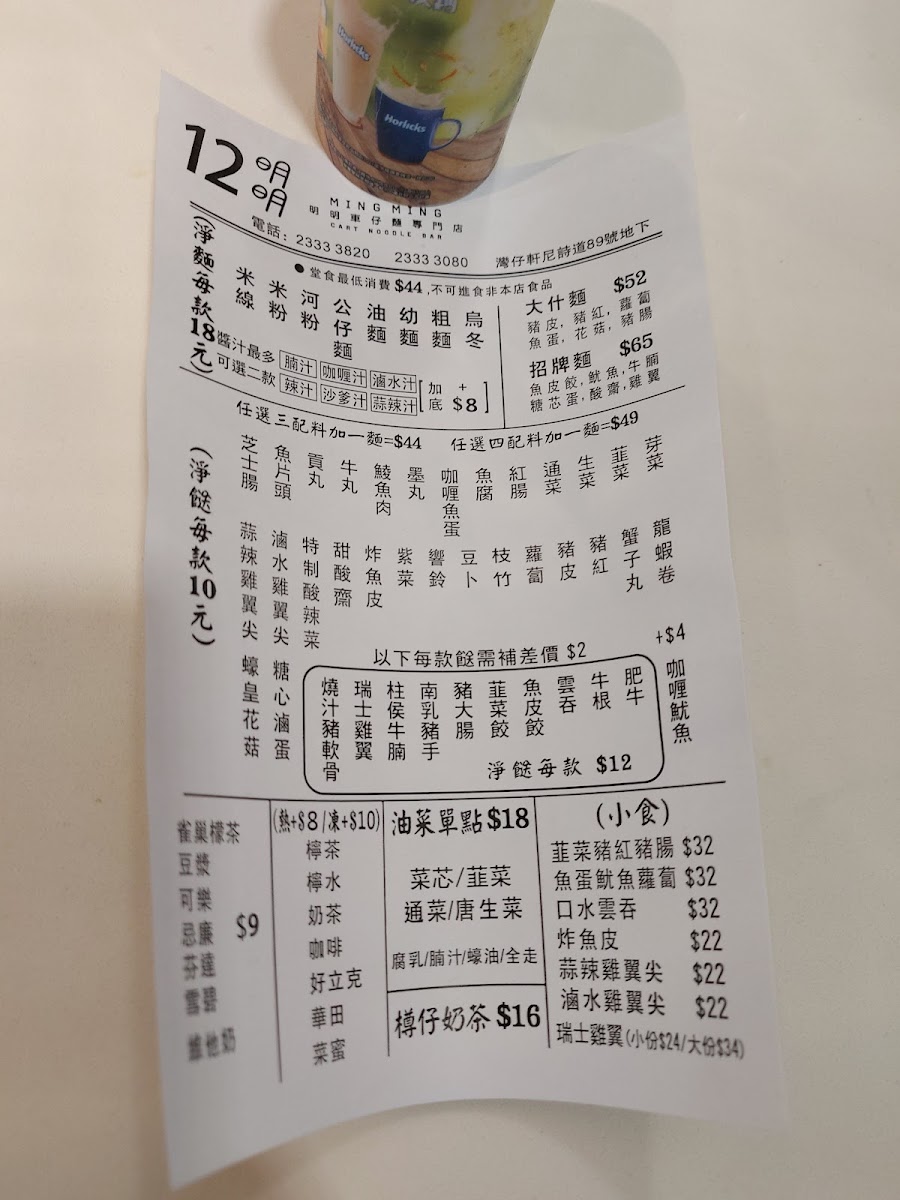 Horlicks
Horlicks
12
明明
MING MING
明明車仔麵專門店
CART NOODLE BAR
電話: 2333 3820 2333 3080 灣仔軒尼詩道89號地下
● 堂食最低消費 $44 ,不可進食非本店食品
(淨麵每款18元)
米線
米粉
河粉
公仔麵
油麵
幼麵
粗麵
烏冬
醬汁最多可選二款
腩汁 咖喱汁 滷水汁
辣汁 沙爹汁 蒜辣汁
[加底+$8]
大什麵 $52
豬皮, 豬紅, 蘿蔔
魚蛋, 花菇, 豬腸
招牌麵 $65
魚皮餃, 魷魚, 牛腩
糖芯蛋, 酸齋, 雞翼
任選三配料加一麵=$44 任選四配料加一麵=$49
(淨餸每款10元)
芝士腸
魚片頭
貢丸
牛丸
鯪魚肉
墨丸
咖喱魚蛋
魚腐
紅腸
通菜
生菜
韮菜
芽菜
蒜辣雞翼尖
滷水雞翼尖
特制酸辣菜
甜酸齋
炸魚皮
紫菜
響鈴
豆卜
枝竹
蘿蔔
豬皮
豬紅
蟹子丸
龍蝦卷
蠔皇花菇
糖心滷蛋
以下每款餸需補差價 $2
燒汁豬軟骨
瑞士雞翼
柱侯牛腩
南乳豬手
豬大腸
韮菜餃
魚皮餃
雲吞
牛根
肥牛
淨餸每款 $12
+$4
咖喱魷魚
雀巢檬茶
豆漿
可樂
忌廉
芬達
雪碧
維他奶
$9
(熱+$8/凍+$10)
檸茶
檸水
奶茶
咖啡
好立克
華田
菜蜜
油菜單點$18
菜芯/韮菜
通菜/唐生菜
腐乳/腩汁/蠔油/全走
樽仔奶茶 $16
(小食)
韮菜豬紅豬腸 $32
魚蛋魷魚蘿蔔 $32
口水雲吞 $32
炸魚皮 $22
蒜辣雞翼尖 $22
滷水雞翼尖 $22
瑞士雞翼(小份$24/大份$34)